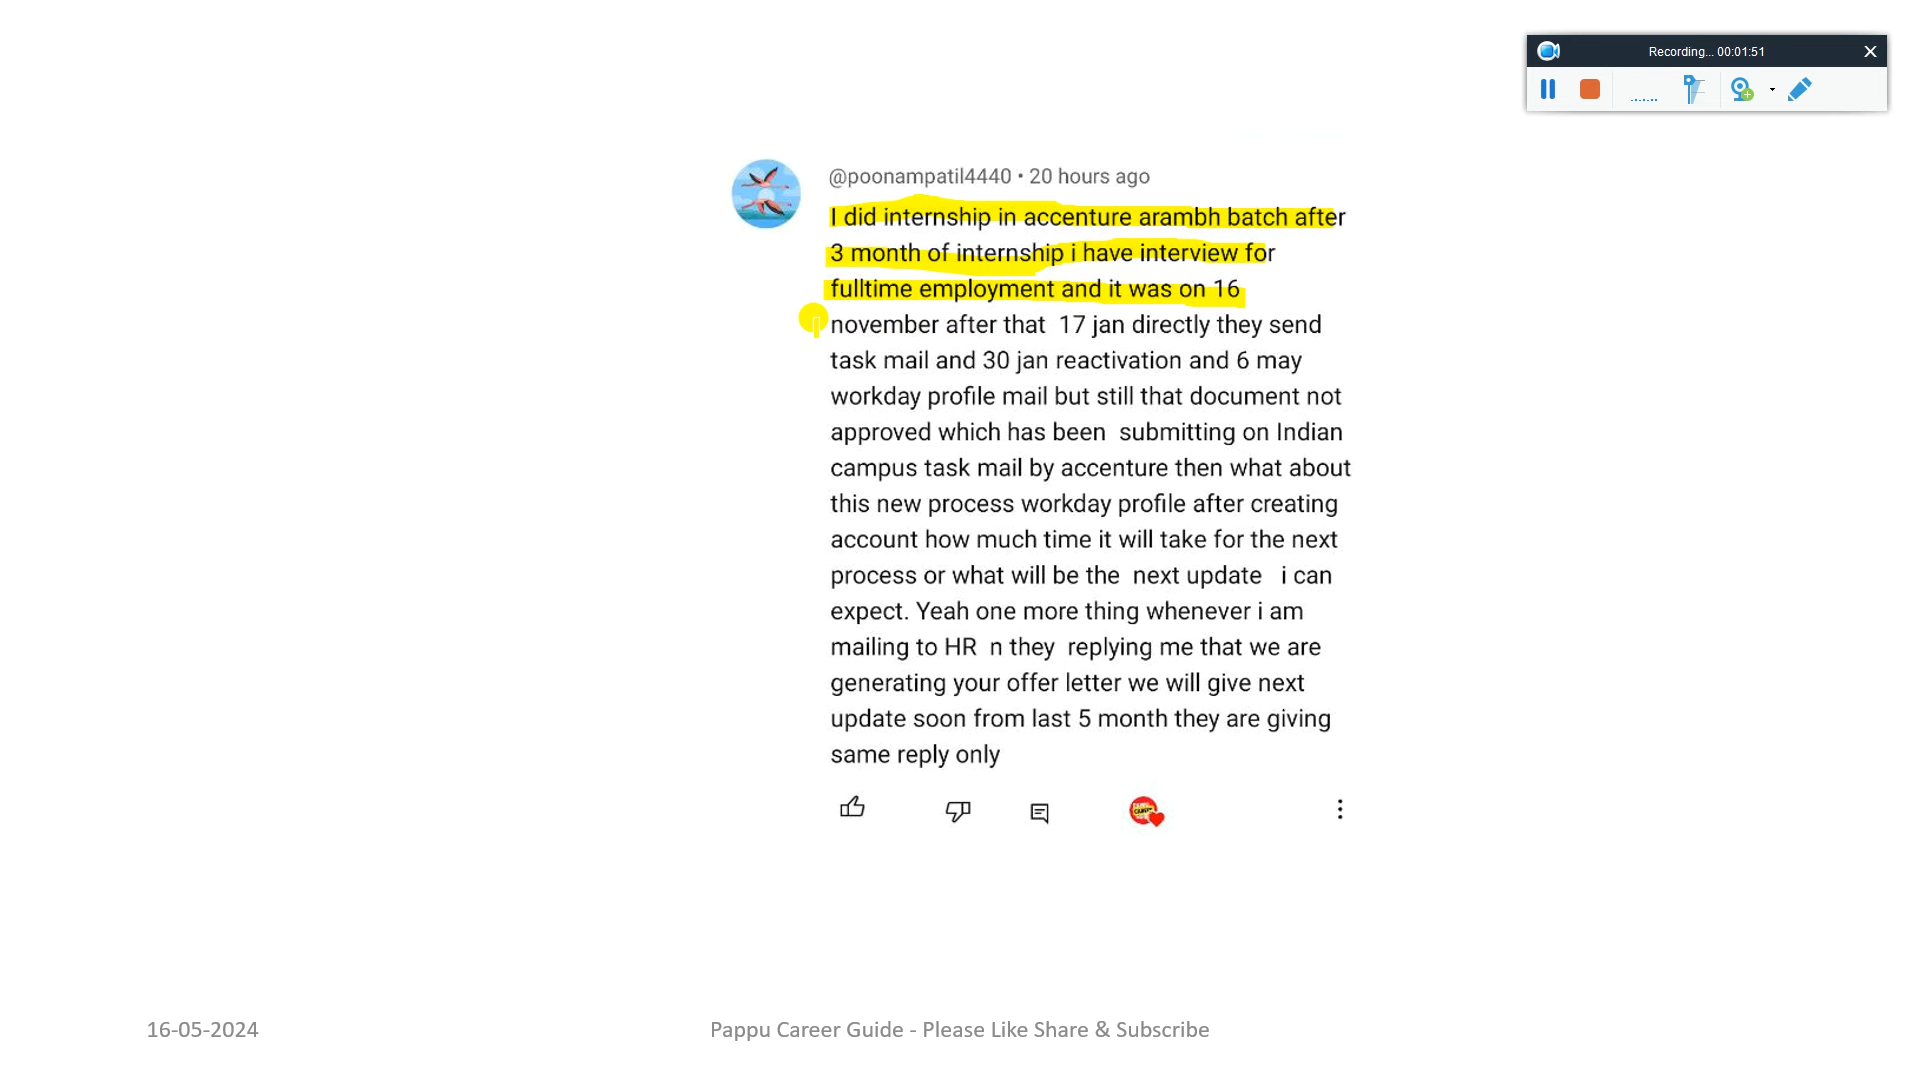 Recording... 00:01:51
@poonampatil4440 • 20 hours ago
I did internship in accenture arambh batch after
3 month of internship i have interview for
fulltime employment and it was on 16
november after that 17 jan directly they send
task mail and 30 jan reactivation and 6 may
workday profile mail but still that document not
approved which has been submitting on Indian
campus task mail by accenture then what about
this new process workday profile after creating
account how much time it will take for the next
process or what will be the next update i can
expect. Yeah one more thing whenever i am
mailing to HR n they replying me that we are
generating your offer letter we will give next
update soon from last 5 month they are giving
same reply only
16-05-2024
Pappu Career Guide - Please Like Share & Subscribe